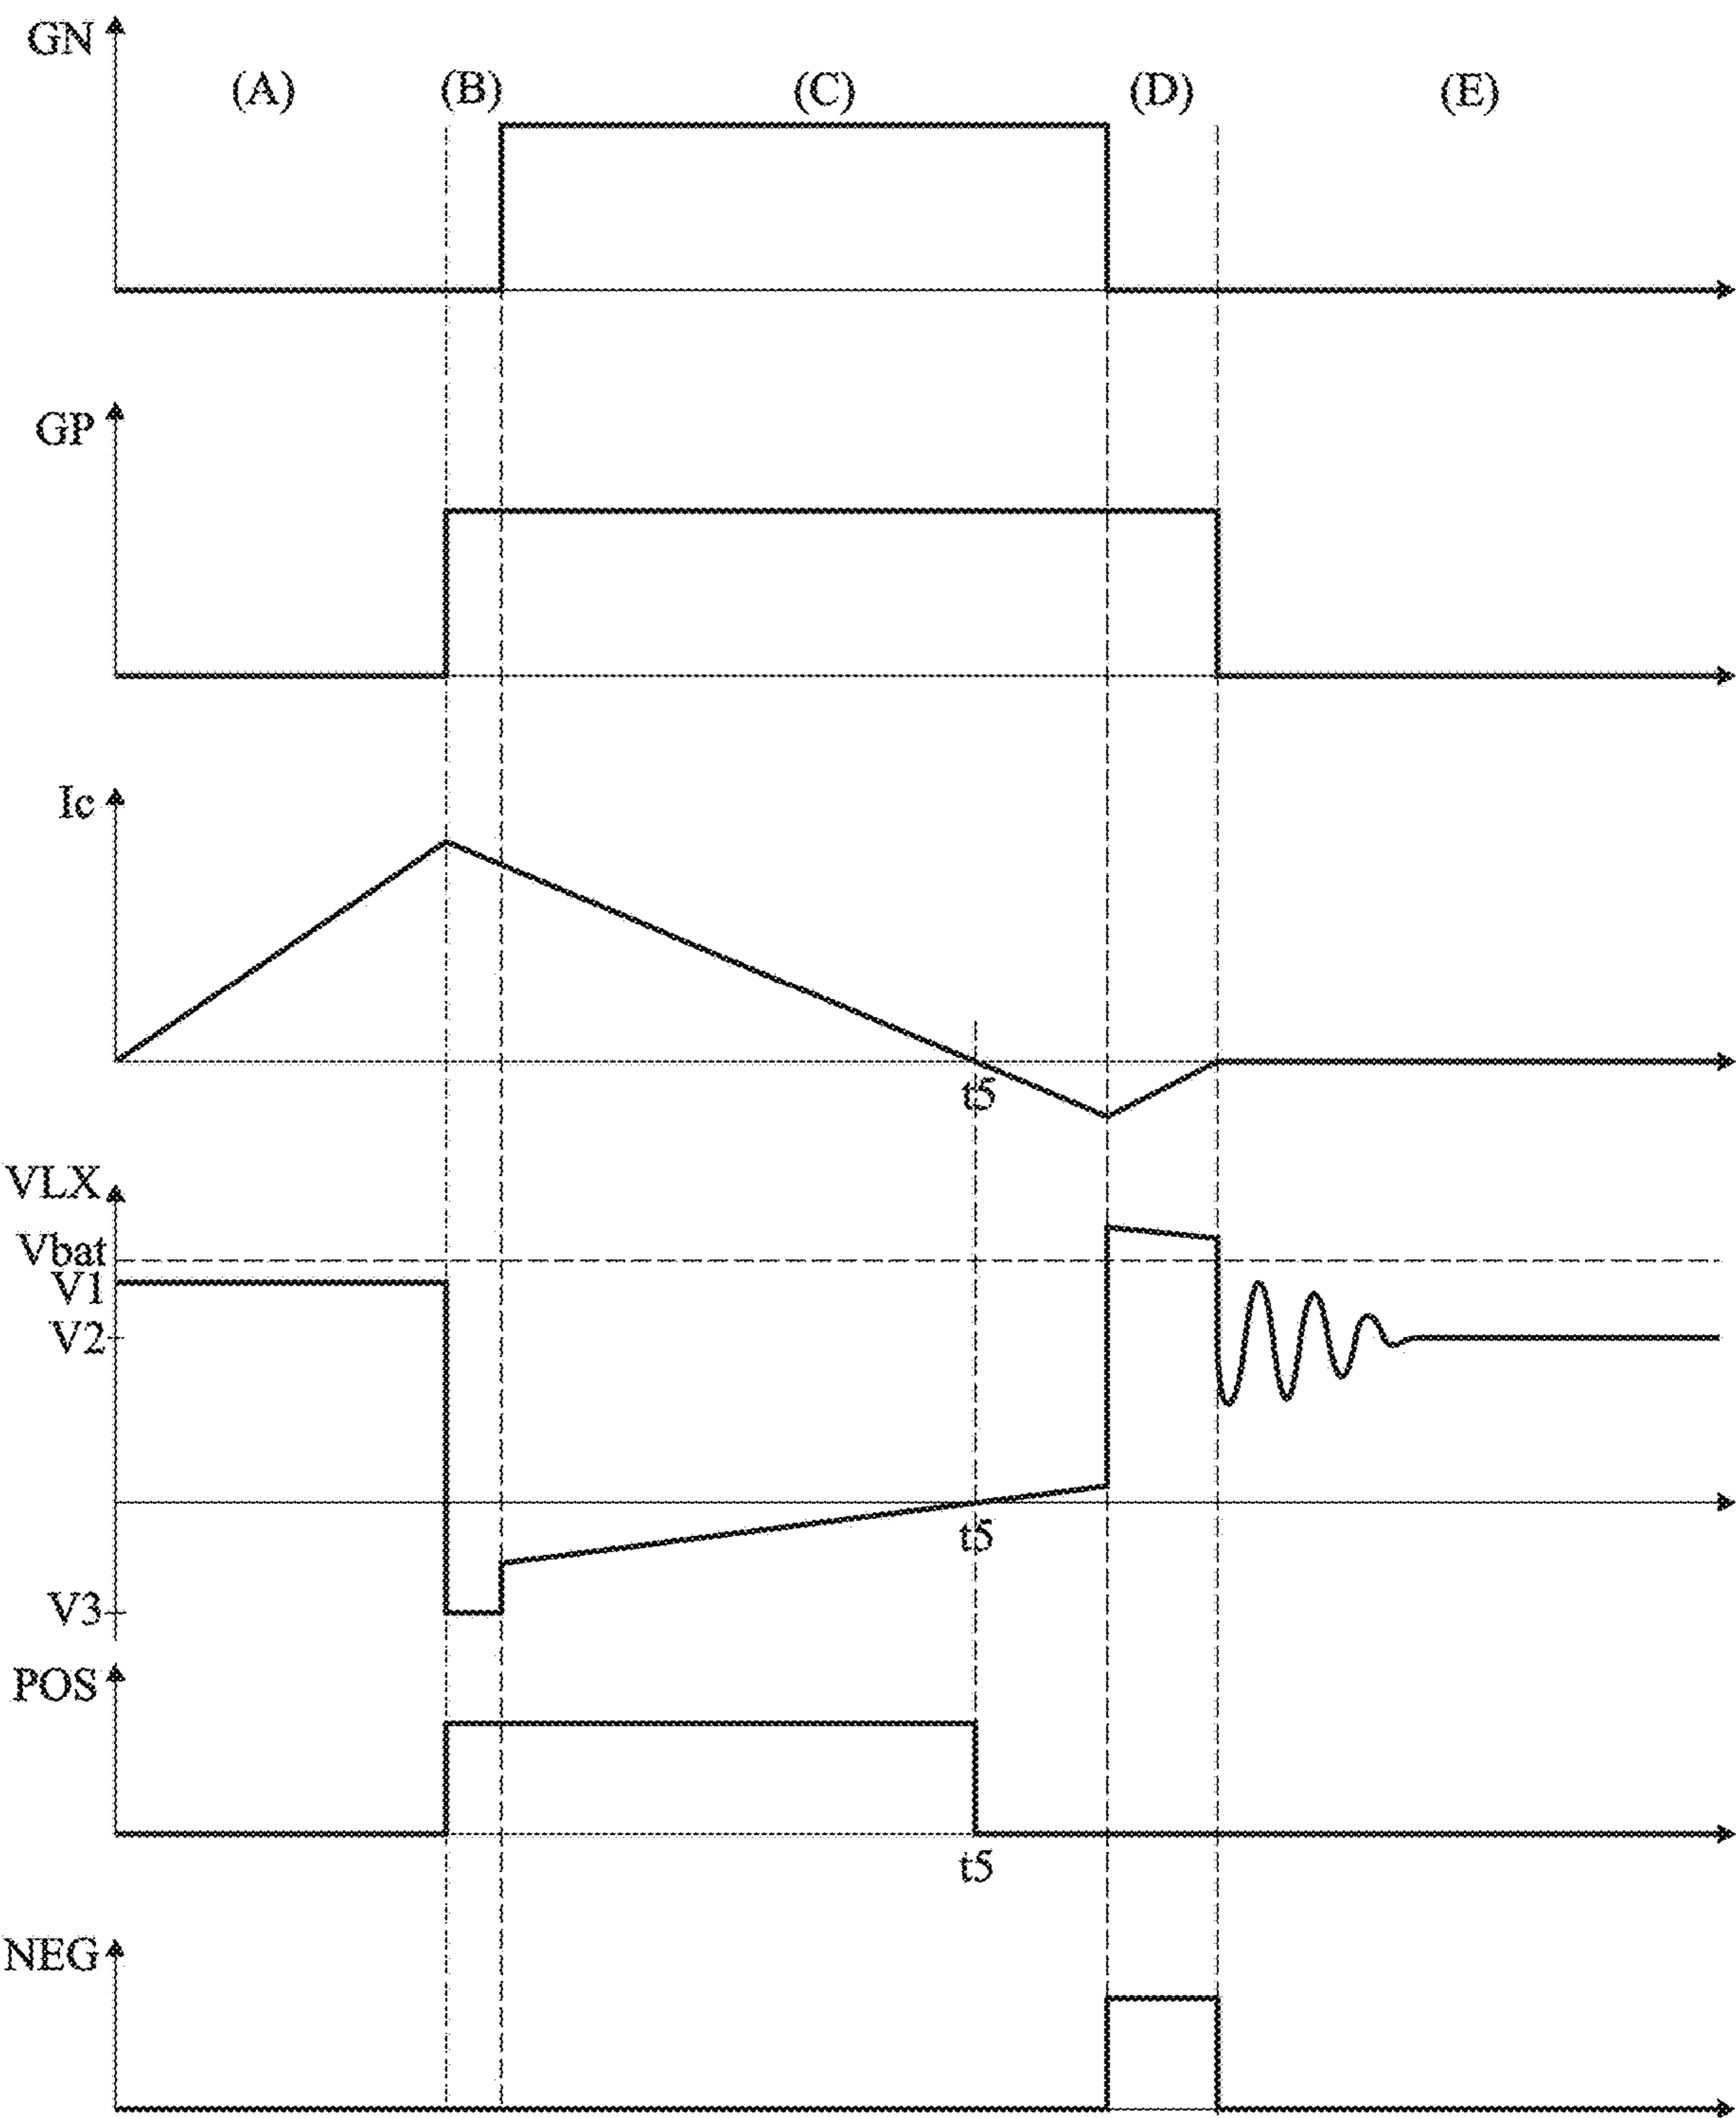 GN
(A) (B) (C) (D) (E)
GP
Ic
t5
VLX
Vbat
V1
V2
t5
V3
POS
t5
NEG